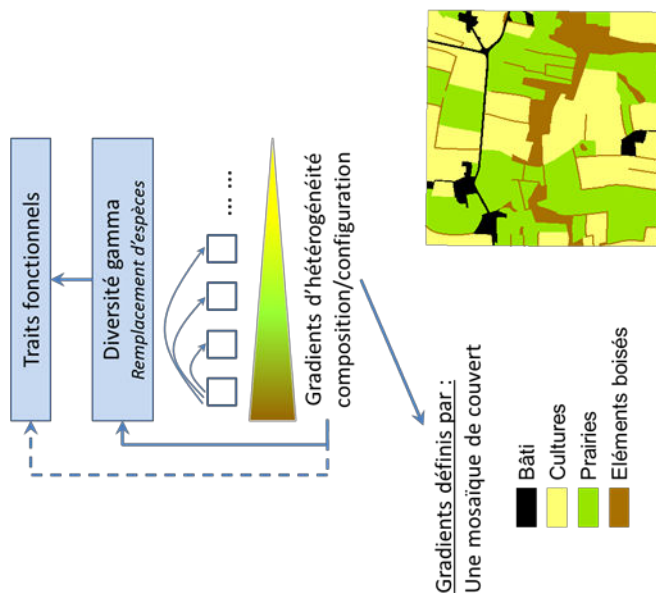 Traits fonctionnels
Diversité gamma
Remplacement d'espèces
... ...
Gradients d'hétérogénéité
composition/configuration
Gradients définis par :
Une mosaïque de couvert
Bâti
Cultures
Prairies
Eléments boisés